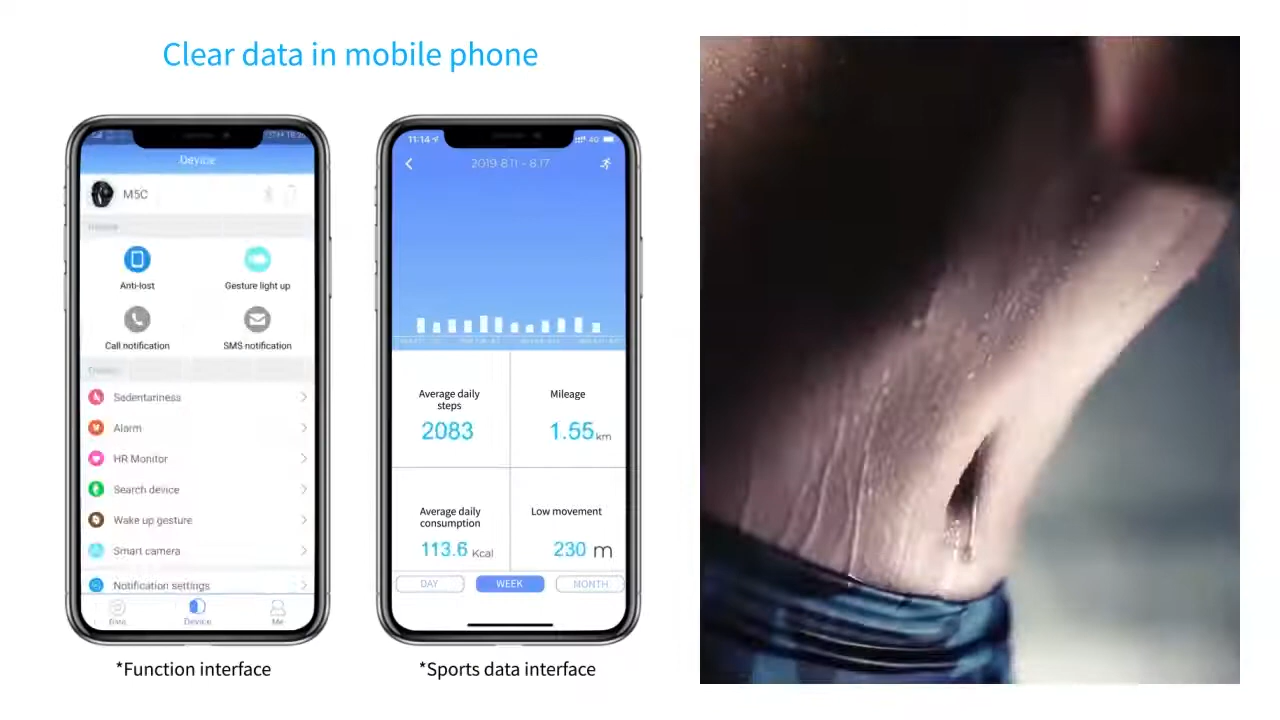 Clear data in mobile phone
Device
M5C
Anti-lost
Gesture light up
Call notification
SMS notification
Sedentariness
Alarm
HR Monitor
Search device
Wake up gesture
Smart camera
Notification settings
Device
Me
*Function interface
11:14
4G
2019 8.11 - 8.17
Average daily
steps
2083
Mileage
1.55 km
Average daily
consumption
113.6 Kcal
Low movement
230 m
DAY
WEEK
MONTH
*Sports data interface